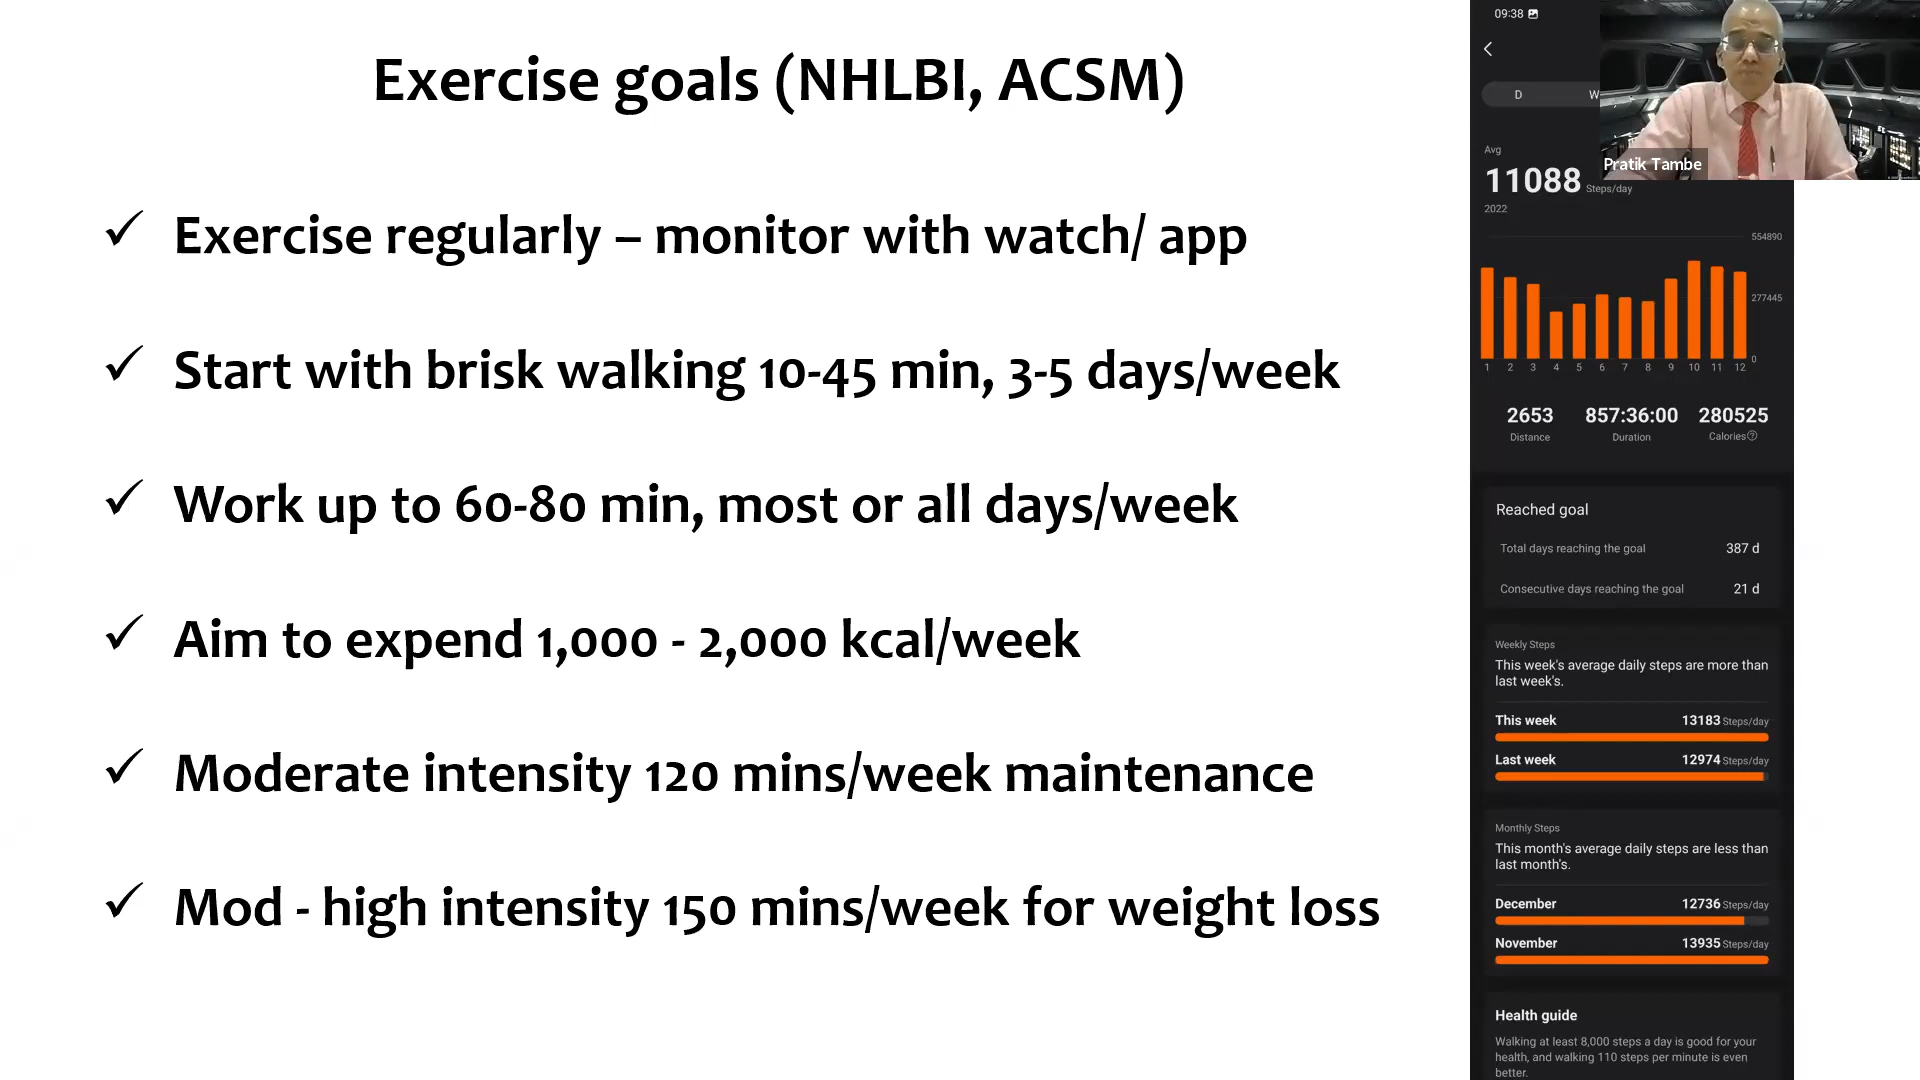 Exercise goals (NHLBI, ACSM)
✓ Exercise regularly – monitor with watch/ app
✓ Start with brisk walking 10-45 min, 3-5 days/week
✓ Work up to 60-80 min, most or all days/week
✓ Aim to expend 1,000 - 2,000 kcal/week
✓ Moderate intensity 120 mins/week maintenance
✓ Mod - high intensity 150 mins/week for weight loss
09:38
D W
Pratik Tambe
Avg
11088 Steps/day
2022
554890
277445
0
1 2 3 4 5 6 7 8 9 10 11 12
2653 857:36:00 280525
Distance Duration Calories
Reached goal
Total days reaching the goal 387 d
Consecutive days reaching the goal 21 d
Weekly Steps
This week's average daily steps are more than
last week's.
This week 13183 Steps/day
Last week 12974 Steps/day
Monthly Steps
This month's average daily steps are less than
last month's.
December 12736 Steps/day
November 13935 Steps/day
Health guide
Walking at least 8,000 steps a day is good for your
health, and walking 110 steps per minute is even
better.